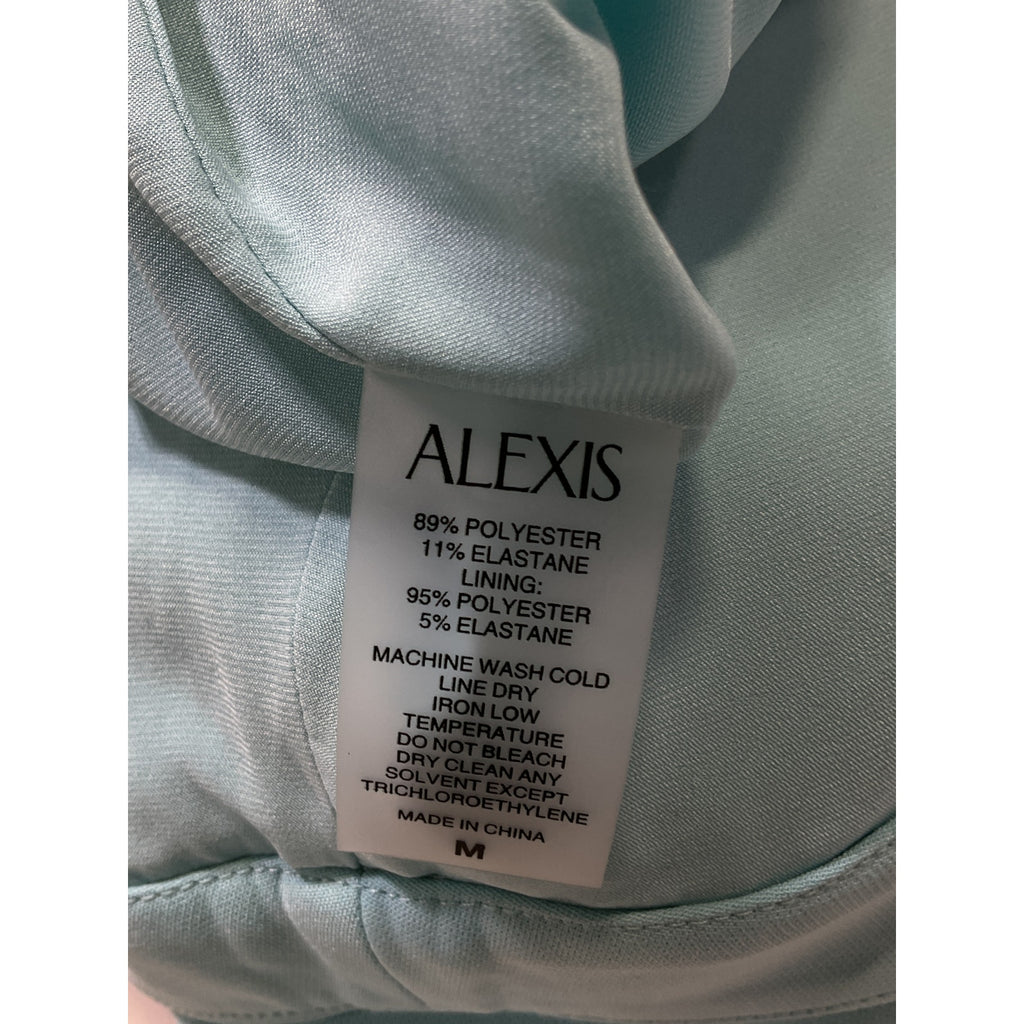 ALEXIS
89% POLYESTER
11% ELASTANE
LINING:
95% POLYESTER
5% ELASTANE
MACHINE WASH COLD
LINE DRY
IRON LOW
TEMPERATURE
DO NOT BLEACH
DRY CLEAN ANY
SOLVENT EXCEPT
TRICHLOROETHYLENE
MADE IN CHINA
M